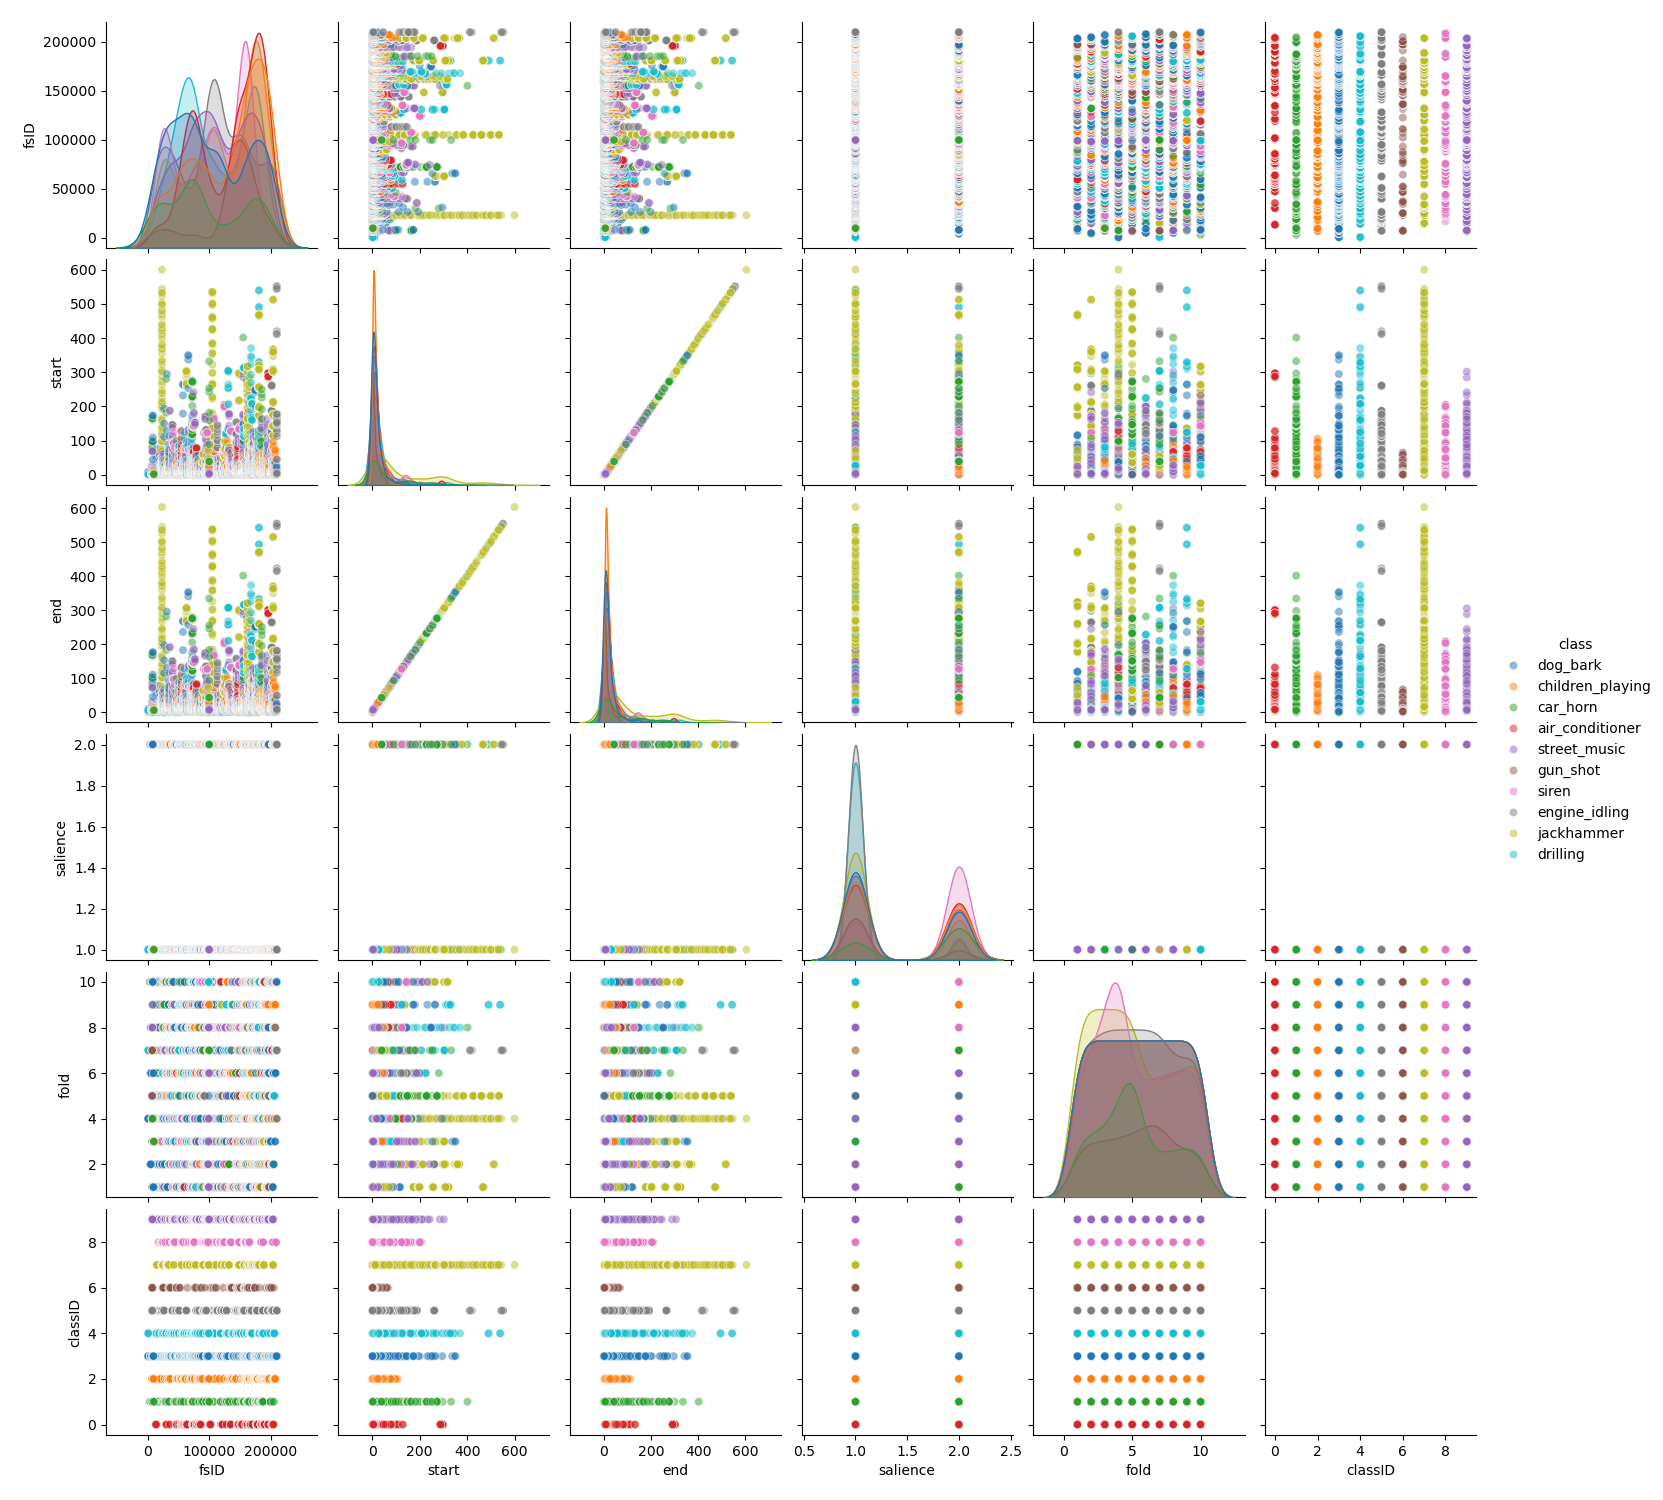 200000
150000
100000
50000
0
fsID
600
500
400
300
200
100
0
start
600
500
400
300
200
100
0
end
2.0
1.8
1.6
1.4
1.2
1.0
salience
10
8
6
4
2
fold
8
6
4
2
0
classID
0 100000 200000
fsID
0 200 400 600
start
0 200 400 600
end
0.5 1.0 1.5 2.0 2.5
salience
0 5 10
fold
0 2 4 6 8
classID
class
dog_bark
children_playing
car_horn
air_conditioner
street_music
gun_shot
siren
engine_idling
jackhammer
drilling